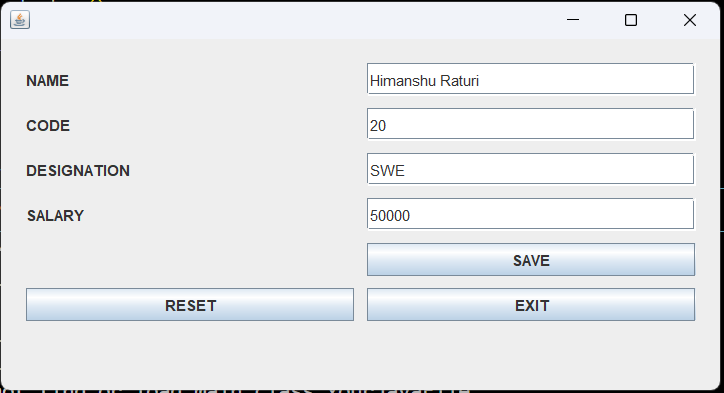 NAME Himanshu Raturi
CODE 20
DESIGNATION SWE
SALARY 50000
SAVE
RESET EXIT